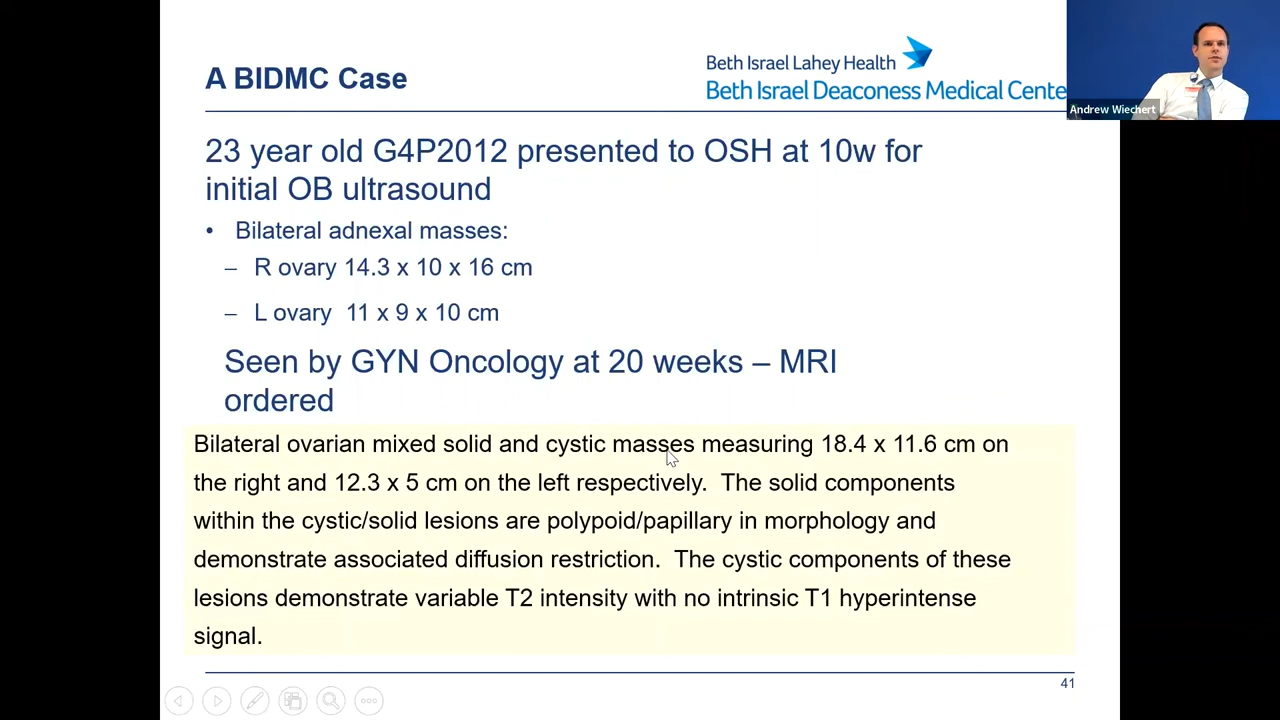 A BIDMC Case
Beth Israel Lahey Health
Beth Israel Deaconess Medical Cente
Andrew Wiechert
23 year old G4P2012 presented to OSH at 10w for
initial OB ultrasound
• Bilateral adnexal masses:
– R ovary 14.3 x 10 x 16 cm
– L ovary 11 x 9 x 10 cm
Seen by GYN Oncology at 20 weeks – MRI
ordered
Bilateral ovarian mixed solid and cystic masses measuring 18.4 x 11.6 cm on
the right and 12.3 x 5 cm on the left respectively. The solid components
within the cystic/solid lesions are polypoid/papillary in morphology and
demonstrate associated diffusion restriction. The cystic components of these
lesions demonstrate variable T2 intensity with no intrinsic T1 hyperintense
signal.
41